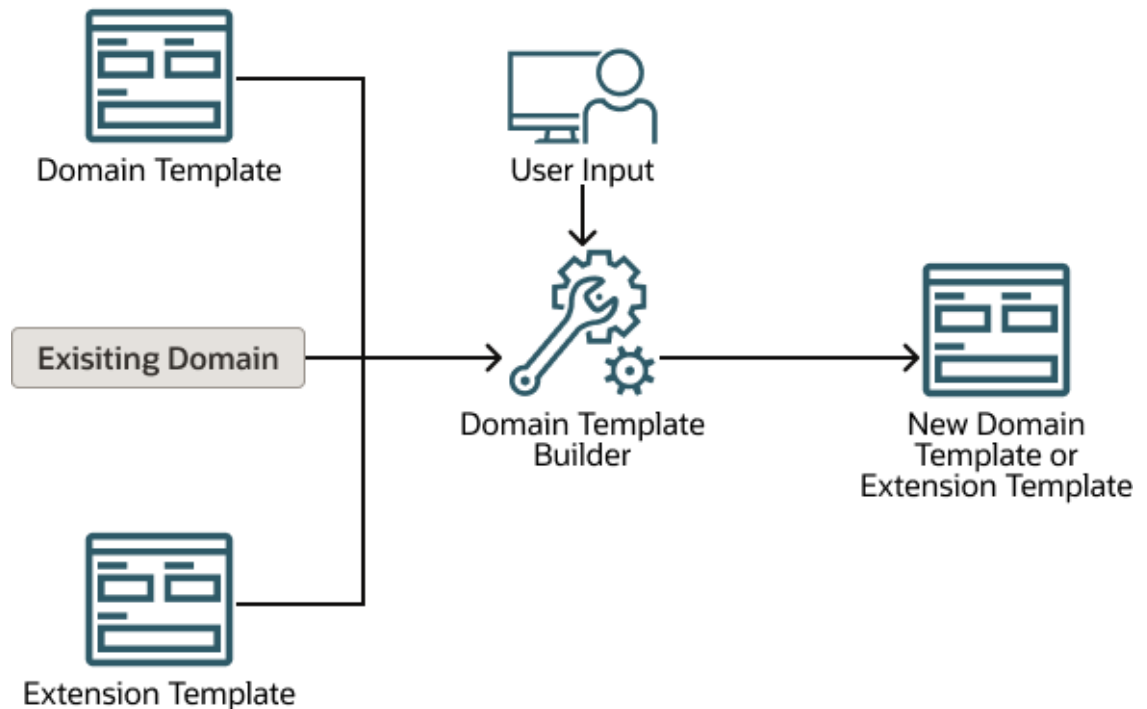 Domain Template
User Input
Exisiting Domain
Domain Template
Builder
New Domain
Template or
Extension Template
Extension Template